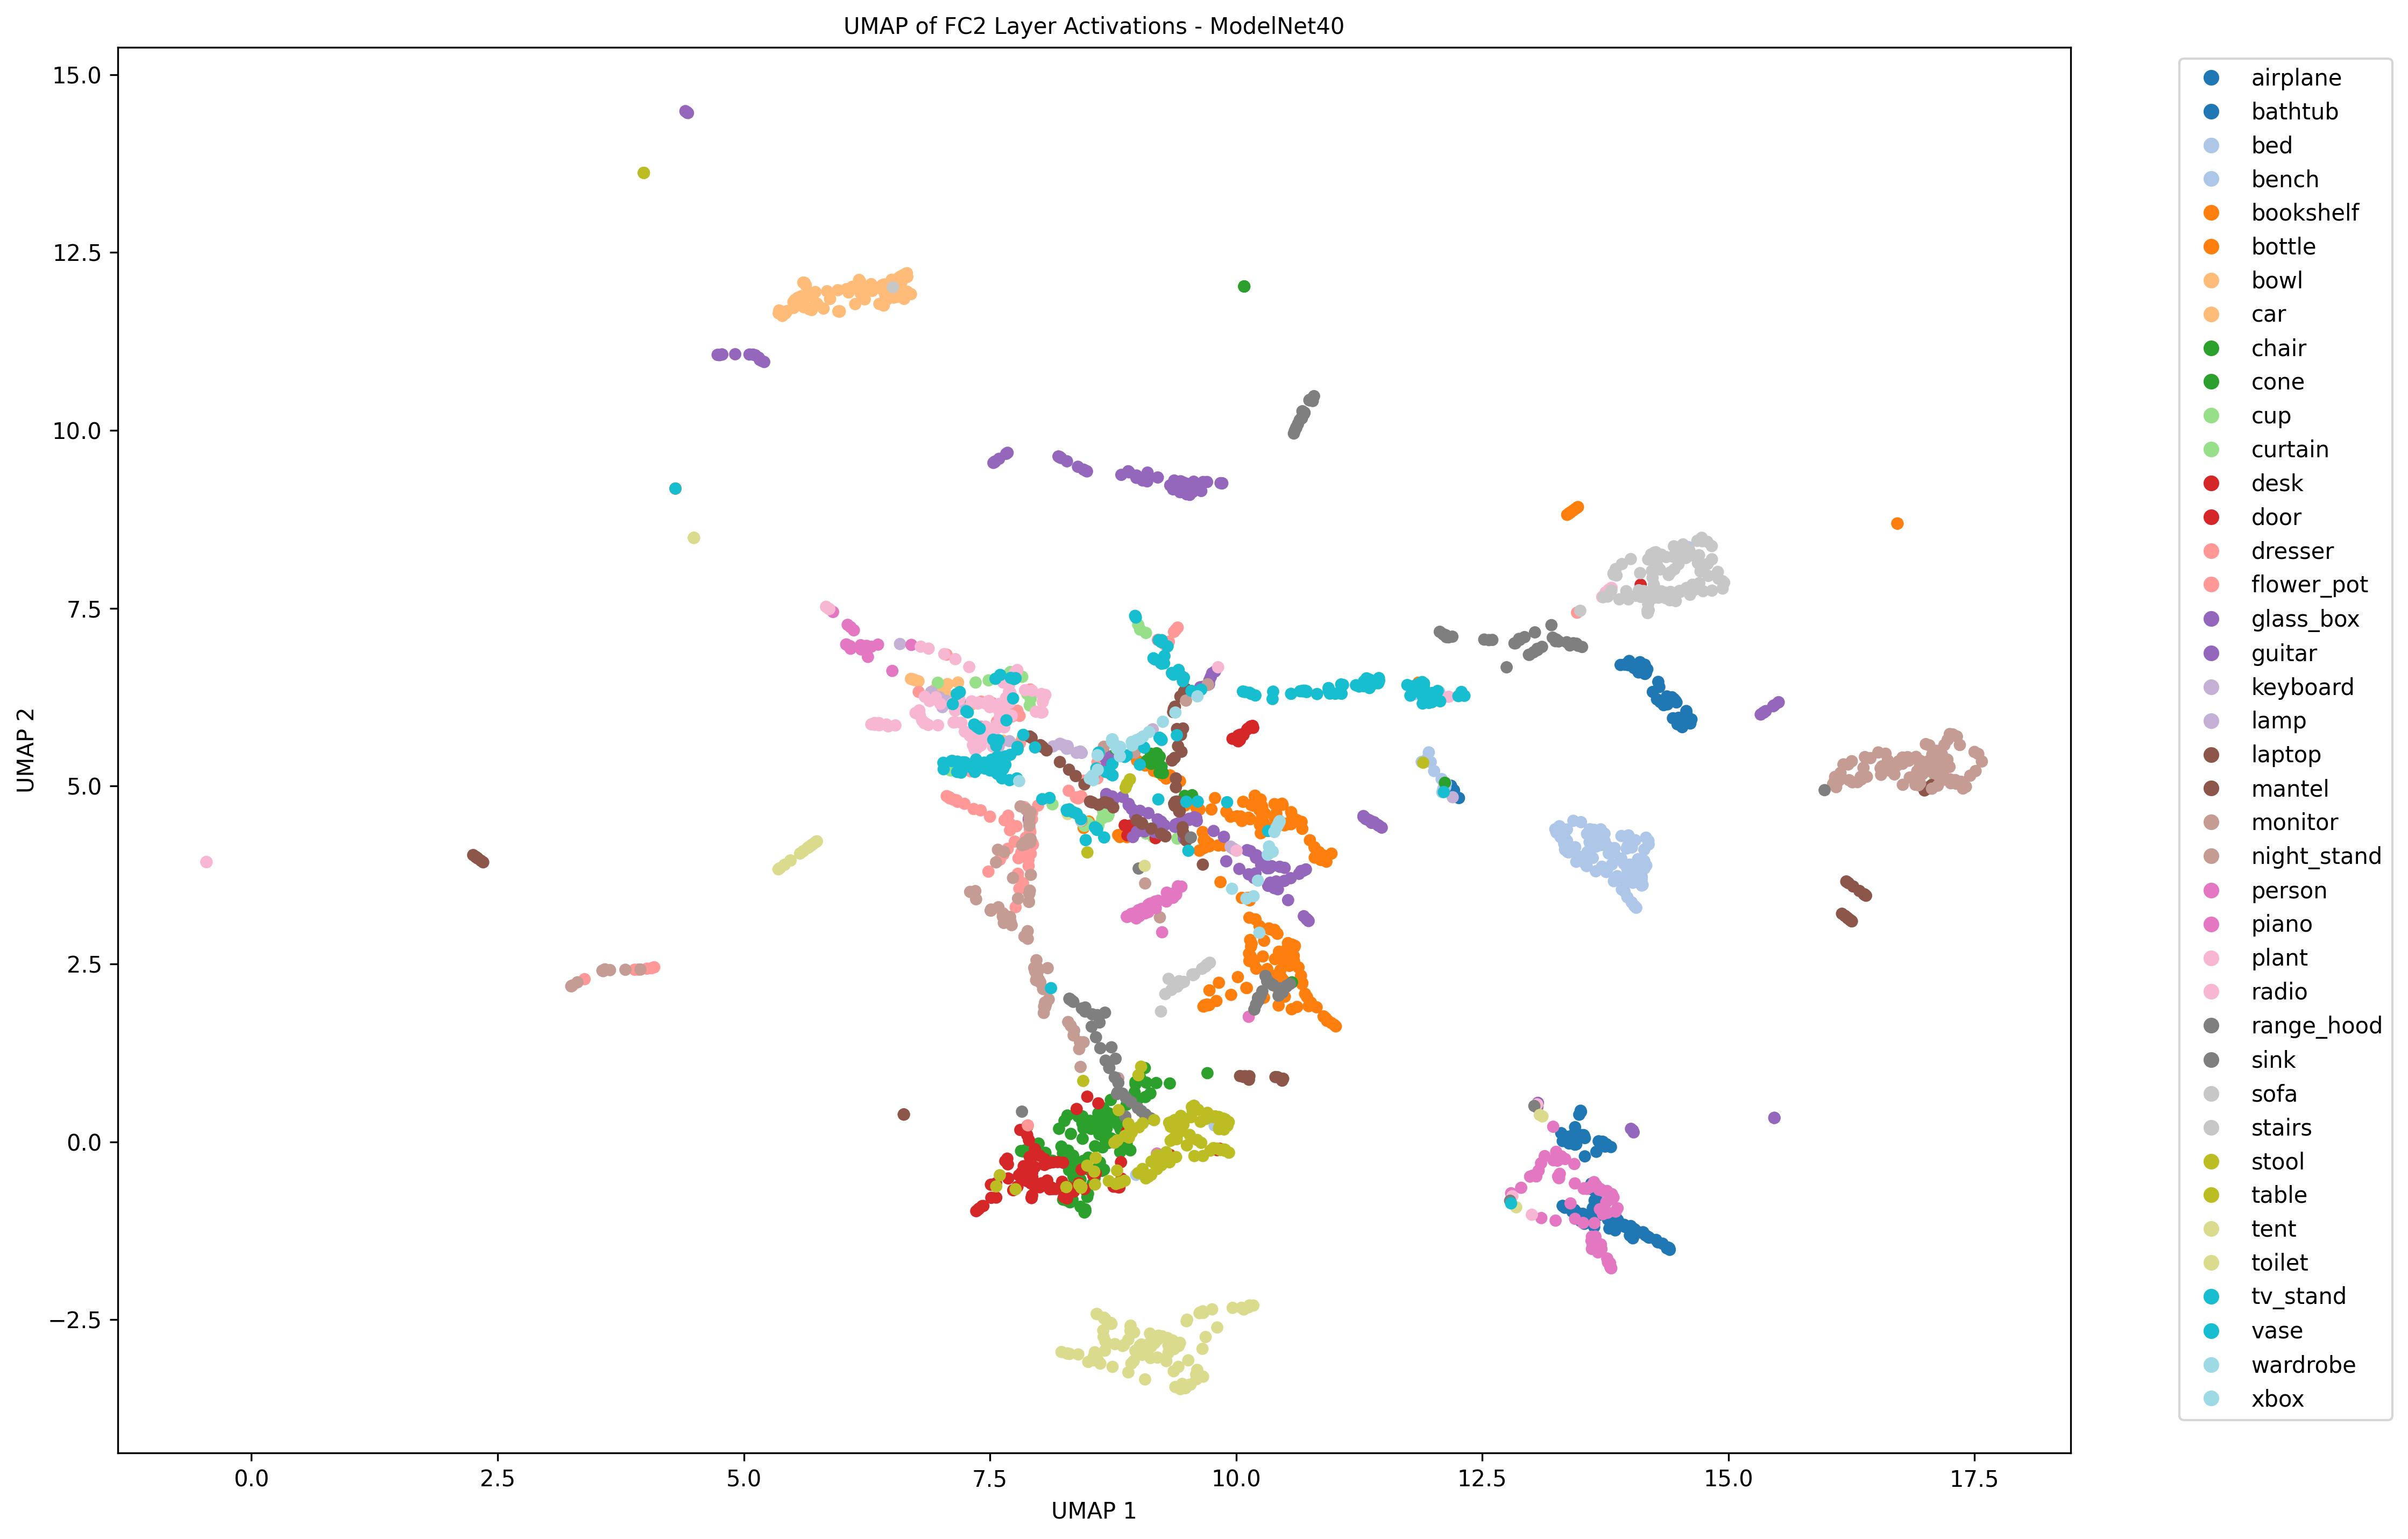 UMAP of FC2 Layer Activations - ModelNet40
15.0
12.5
10.0
7.5
5.0
2.5
0.0
−2.5
UMAP 2
0.0
2.5
5.0
7.5
10.0
12.5
15.0
17.5
UMAP 1
airplane
bathtub
bed
bench
bookshelf
bottle
bowl
car
chair
cone
cup
curtain
desk
door
dresser
flower_pot
glass_box
guitar
keyboard
lamp
laptop
mantel
monitor
night_stand
person
piano
plant
radio
range_hood
sink
sofa
stairs
stool
table
tent
toilet
tv_stand
vase
wardrobe
xbox